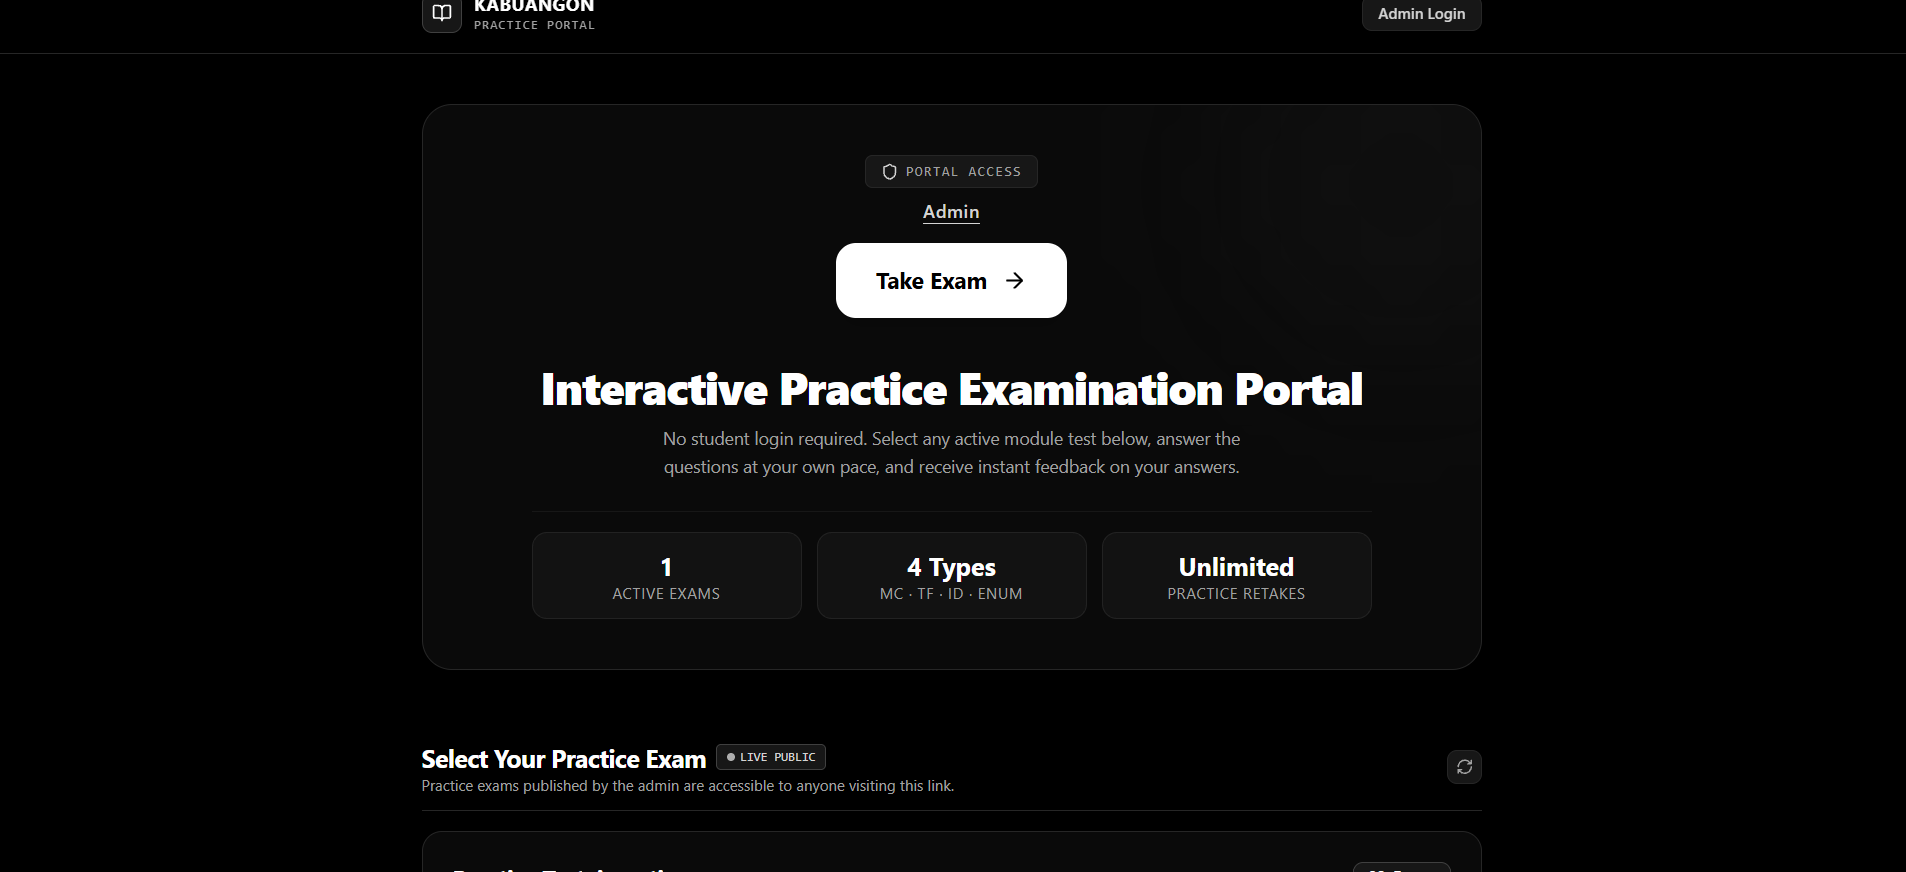 KABUANGON
PRACTICE PORTAL
Admin Login
PORTAL ACCESS
Admin
Take Exam
Interactive Practice Examination Portal
No student login required. Select any active module test below, answer the
questions at your own pace, and receive instant feedback on your answers.
1
ACTIVE EXAMS
4 Types
MC · TF · ID · ENUM
Unlimited
PRACTICE RETAKES
Select Your Practice Exam
LIVE PUBLIC
Practice exams published by the admin are accessible to anyone visiting this link.